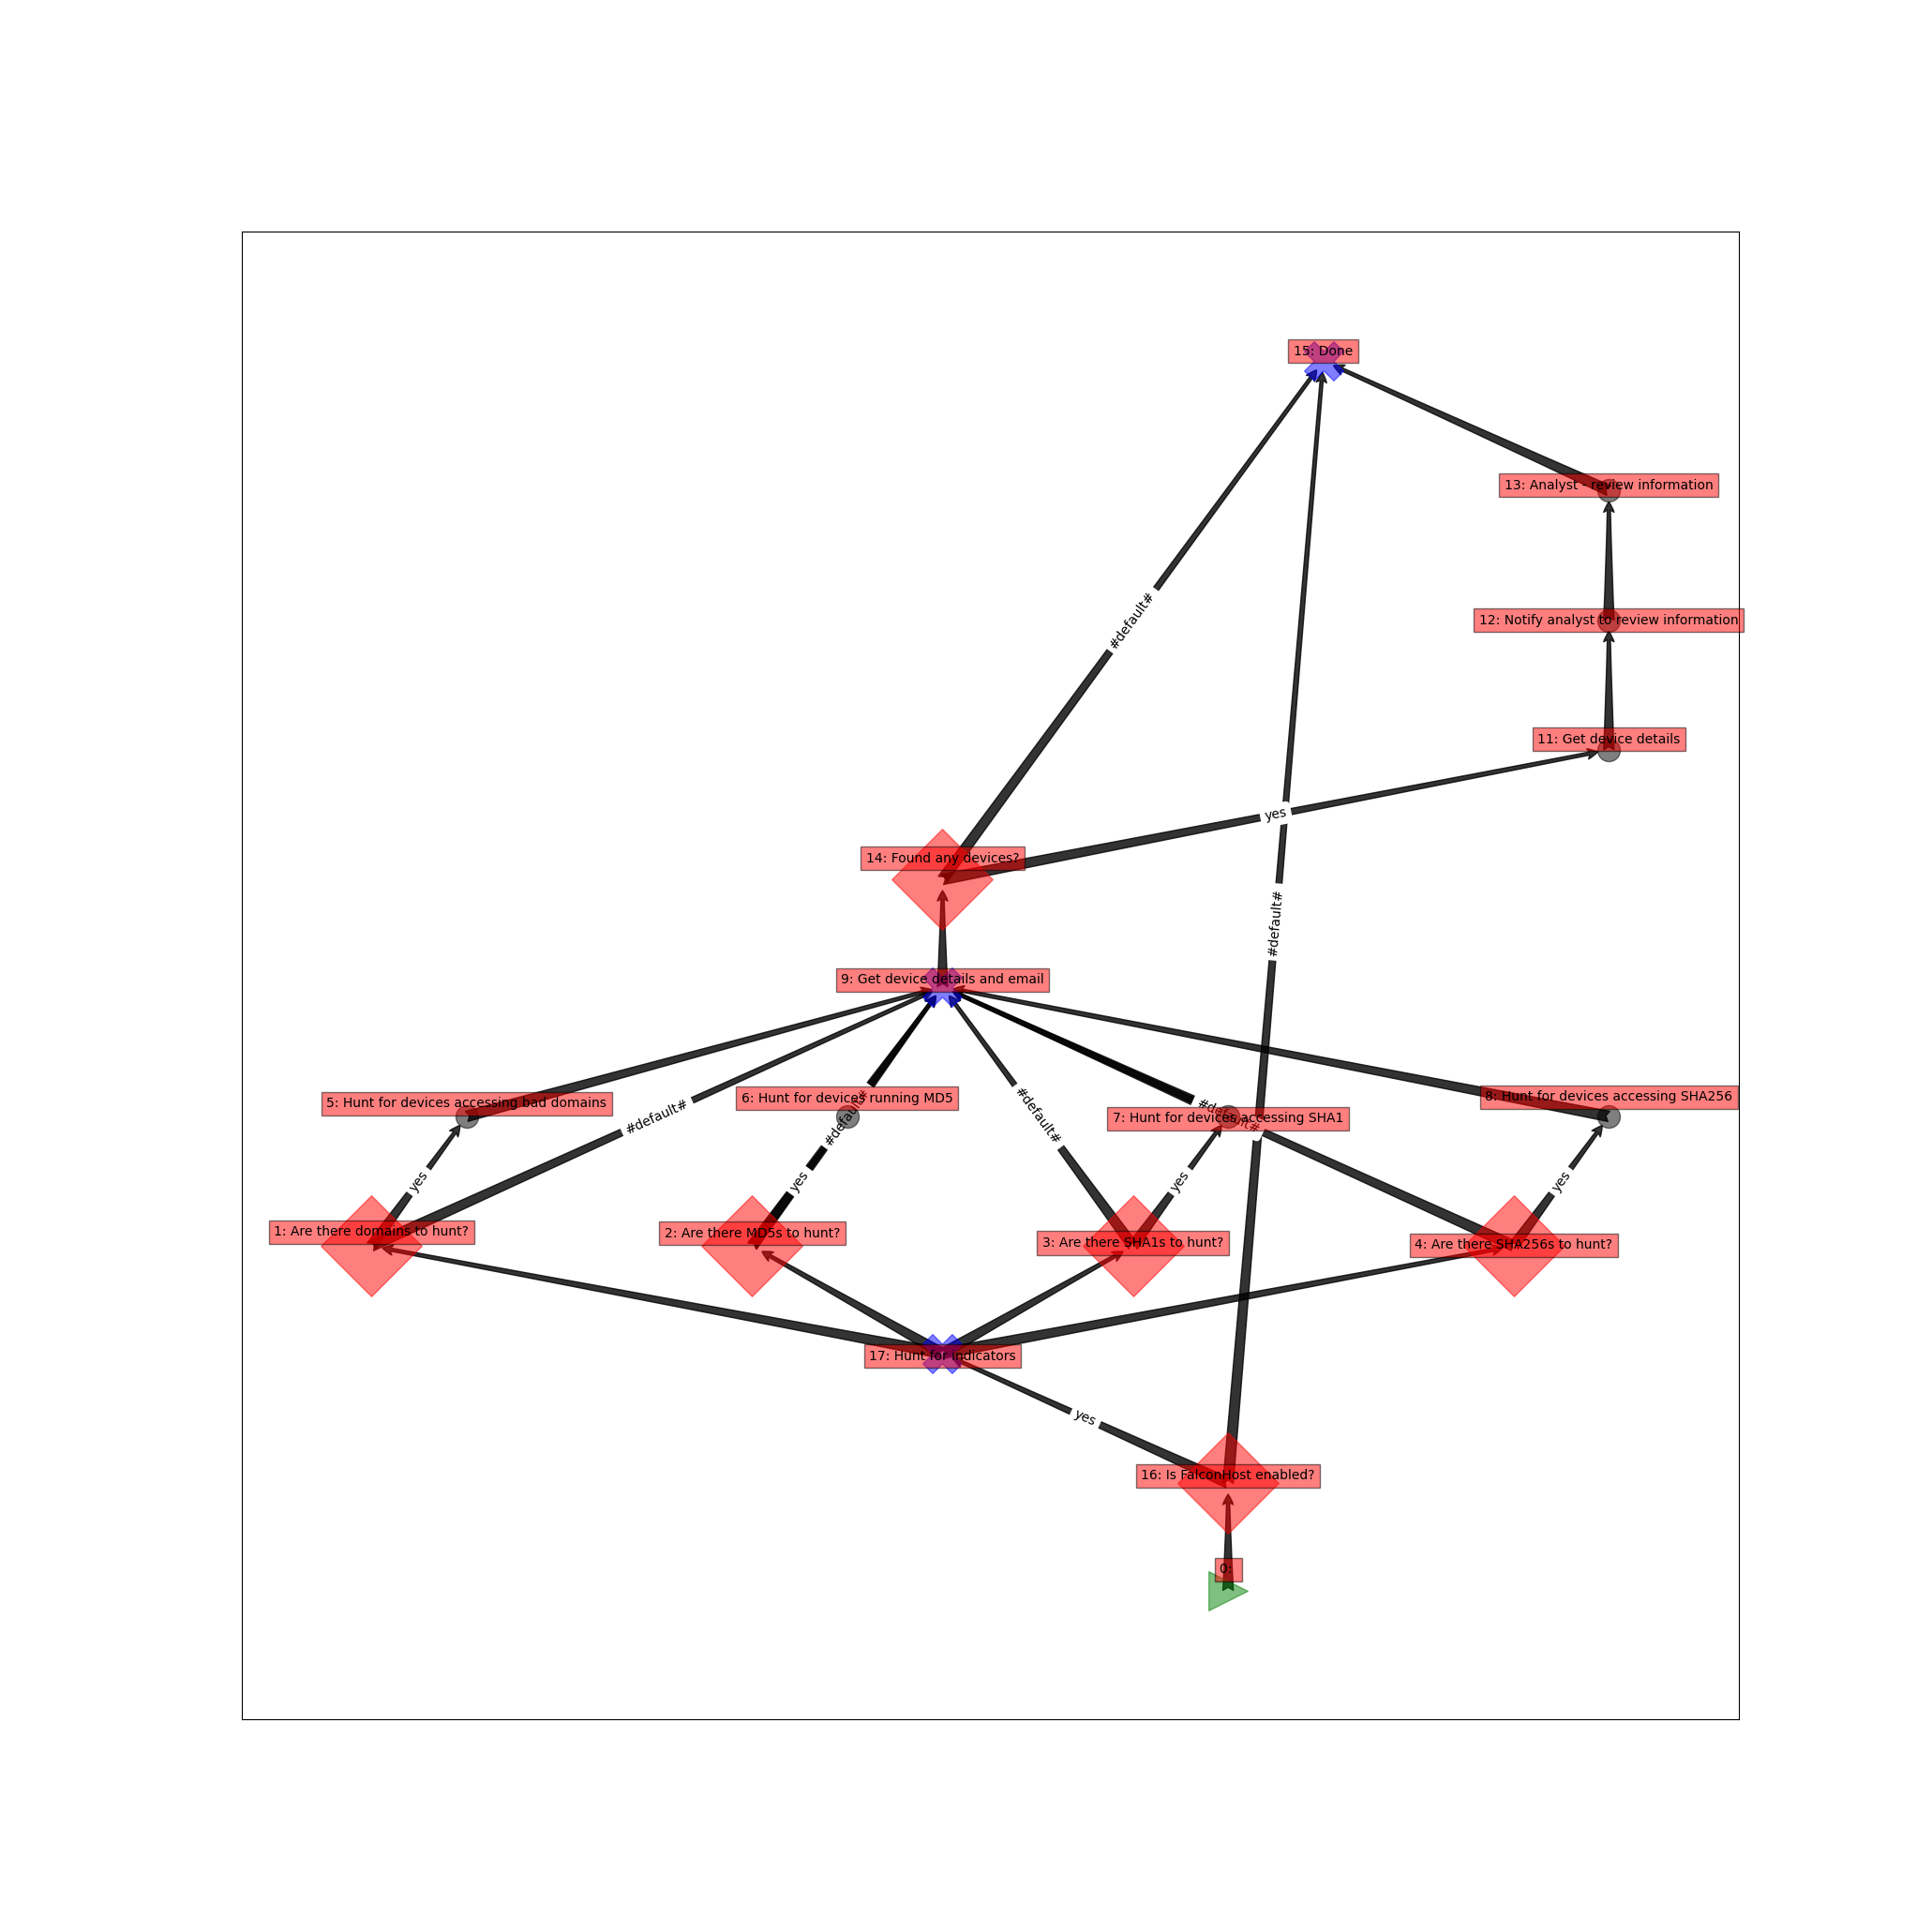 15: Done
13: Analyst - review information
#default#
12: Notify analyst to review information
11: Get device details
yes
14: Found any devices?
#default#
9: Get device details and email
5: Hunt for devices accessing bad domains
6: Hunt for devices running MD5
8: Hunt for devices accessing SHA256
#default#
#default#
#default#
7: Hunt for devices accessing SHA1
#default#
yes
yes
yes
yes
1: Are there domains to hunt?
2: Are there MD5s to hunt?
3: Are there SHA1s to hunt?
4: Are there SHA256s to hunt?
17: Hunt for indicators
yes
16: Is FalconHost enabled?
0: